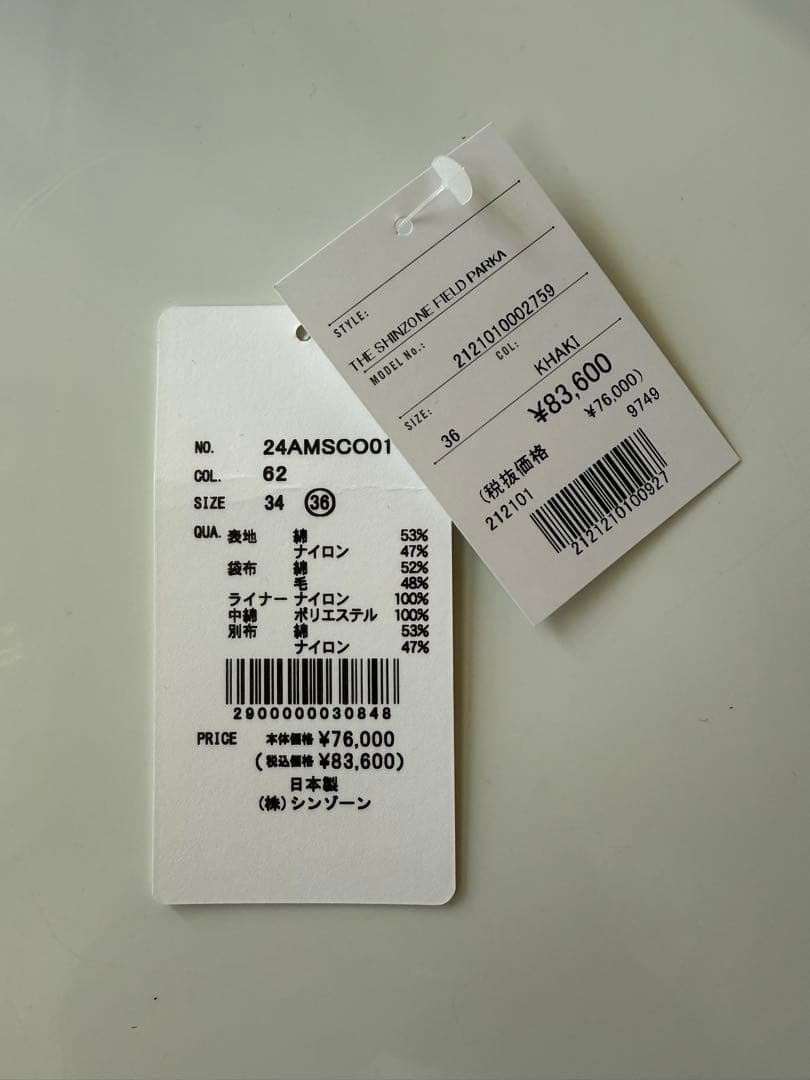 NO. 24AMSCO01
COL. 62
SIZE 34 36
QUA. 表地 綿 53%
ナイロン 47%
袋布 綿 52%
毛 48%
ライナー ナイロン 100%
中綿 ポリエステル 100%
別布 綿 53%
ナイロン 47%
2900000030848
PRICE 本体価格 ¥76,000
(税込価格 ¥83,600)
日本製
(株)シンゾーン
STYLE:
THE SHINZONE FIELD PARKA
MODEL No.:
2121010002759
COL:
KHAKI
SIZE:
36
¥83,600
(税抜価格 ¥76,000)
212101 9749
2121210100927